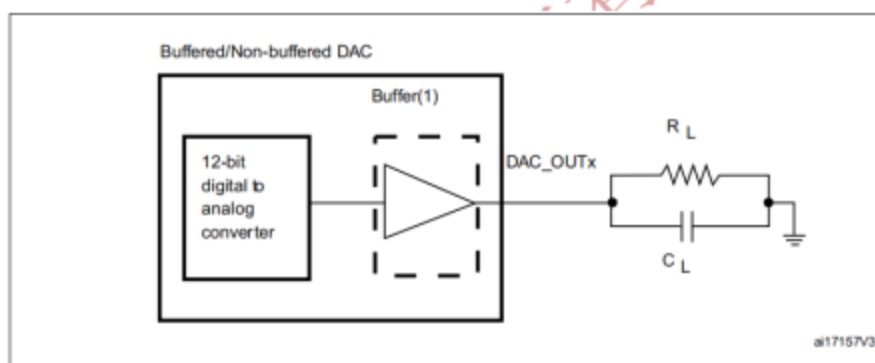 Buffered/Non-buffered DAC
Buffer(1)
12-bit
digital to
analog
converter
DAC_OUTx
R L
C L
ai17157V3